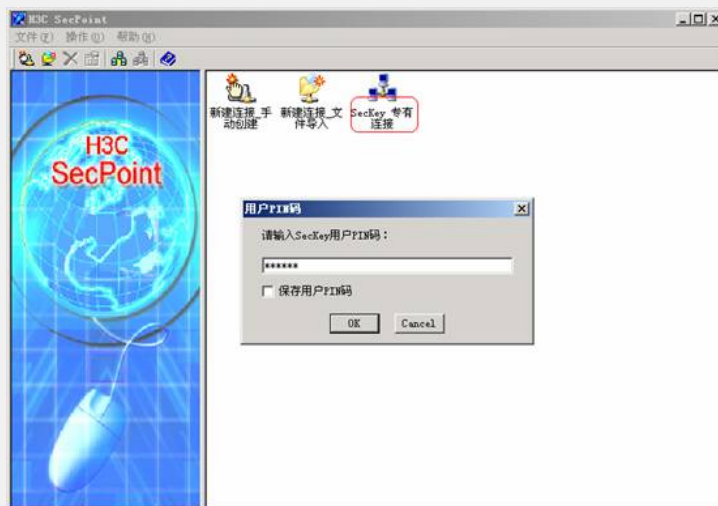 H3C SecPoint
文件(F) 操作(O) 帮助(H)
H3C
SecPoint
新建连接_手
动创建
新建连接_文
件导入
SecKey 专有
连接
用户PIN码
请输入SecKey用户PIN码：
******
保存用户PIN码
OK Cancel